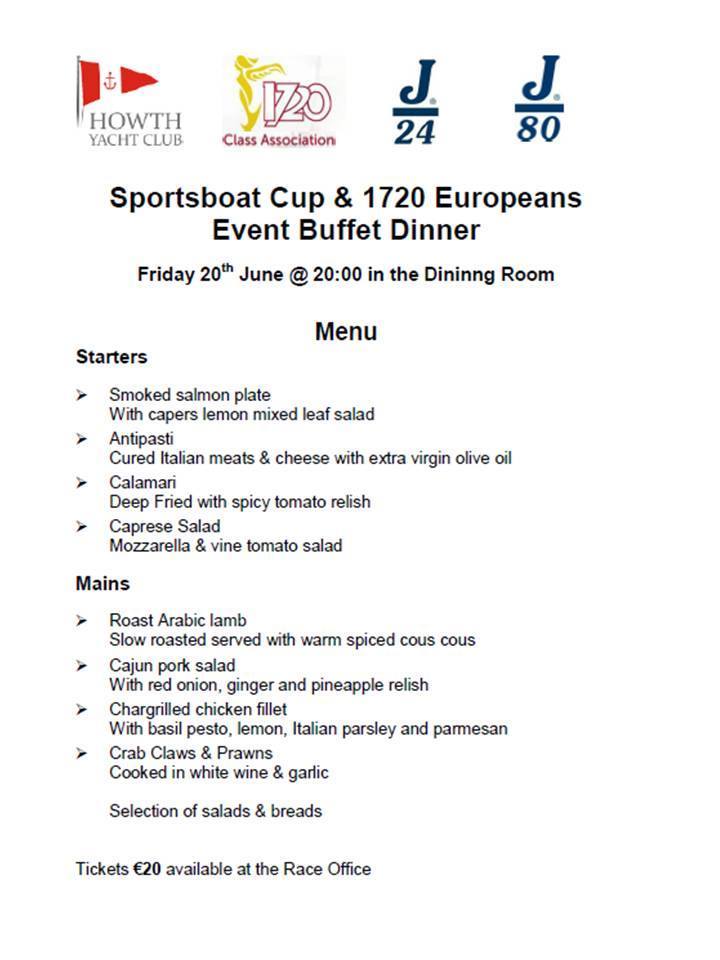 HOWTH
YACHT CLUB
1720
Class Association
J
24
J
80
Sportsboat Cup & 1720 Europeans
Event Buffet Dinner
Friday 20th June @ 20:00 in the Dininng Room
Menu
Starters
Smoked salmon plate
With capers lemon mixed leaf salad
Antipasti
Cured Italian meats & cheese with extra virgin olive oil
Calamari
Deep Fried with spicy tomato relish
Caprese Salad
Mozzarella & vine tomato salad
Mains
Roast Arabic lamb
Slow roasted served with warm spiced cous cous
Cajun pork salad
With red onion, ginger and pineapple relish
Chargrilled chicken fillet
With basil pesto, lemon, Italian parsley and parmesan
Crab Claws & Prawns
Cooked in white wine & garlic
Selection of salads & breads
Tickets €20 available at the Race Office